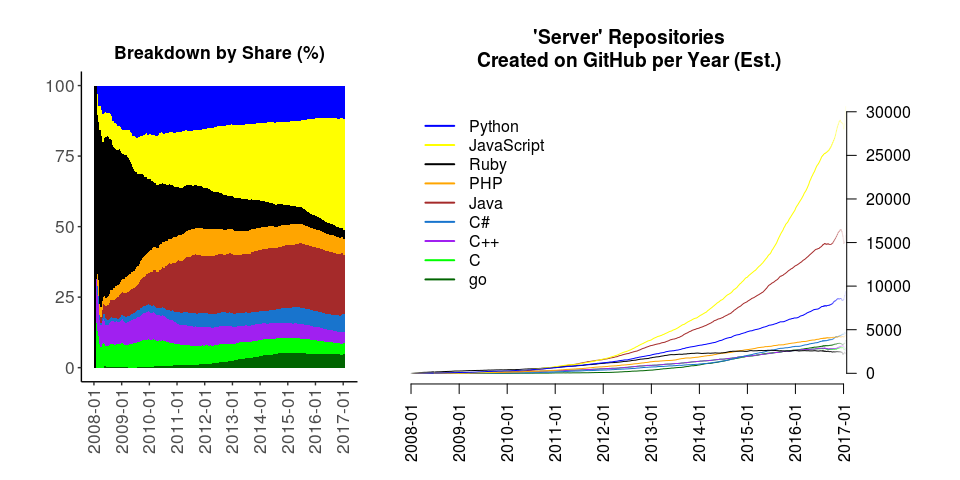 Breakdown by Share (%)
100
75
50
25
0
2008-01
2009-01
2010-01
2011-01
2012-01
2013-01
2014-01
2015-01
2016-01
2017-01
'Server' Repositories
Created on GitHub per Year (Est.)
Python
JavaScript
Ruby
PHP
Java
C#
C++
C
go
30000
25000
20000
15000
10000
5000
0
2008-01
2009-01
2010-01
2011-01
2012-01
2013-01
2014-01
2015-01
2016-01
2017-01